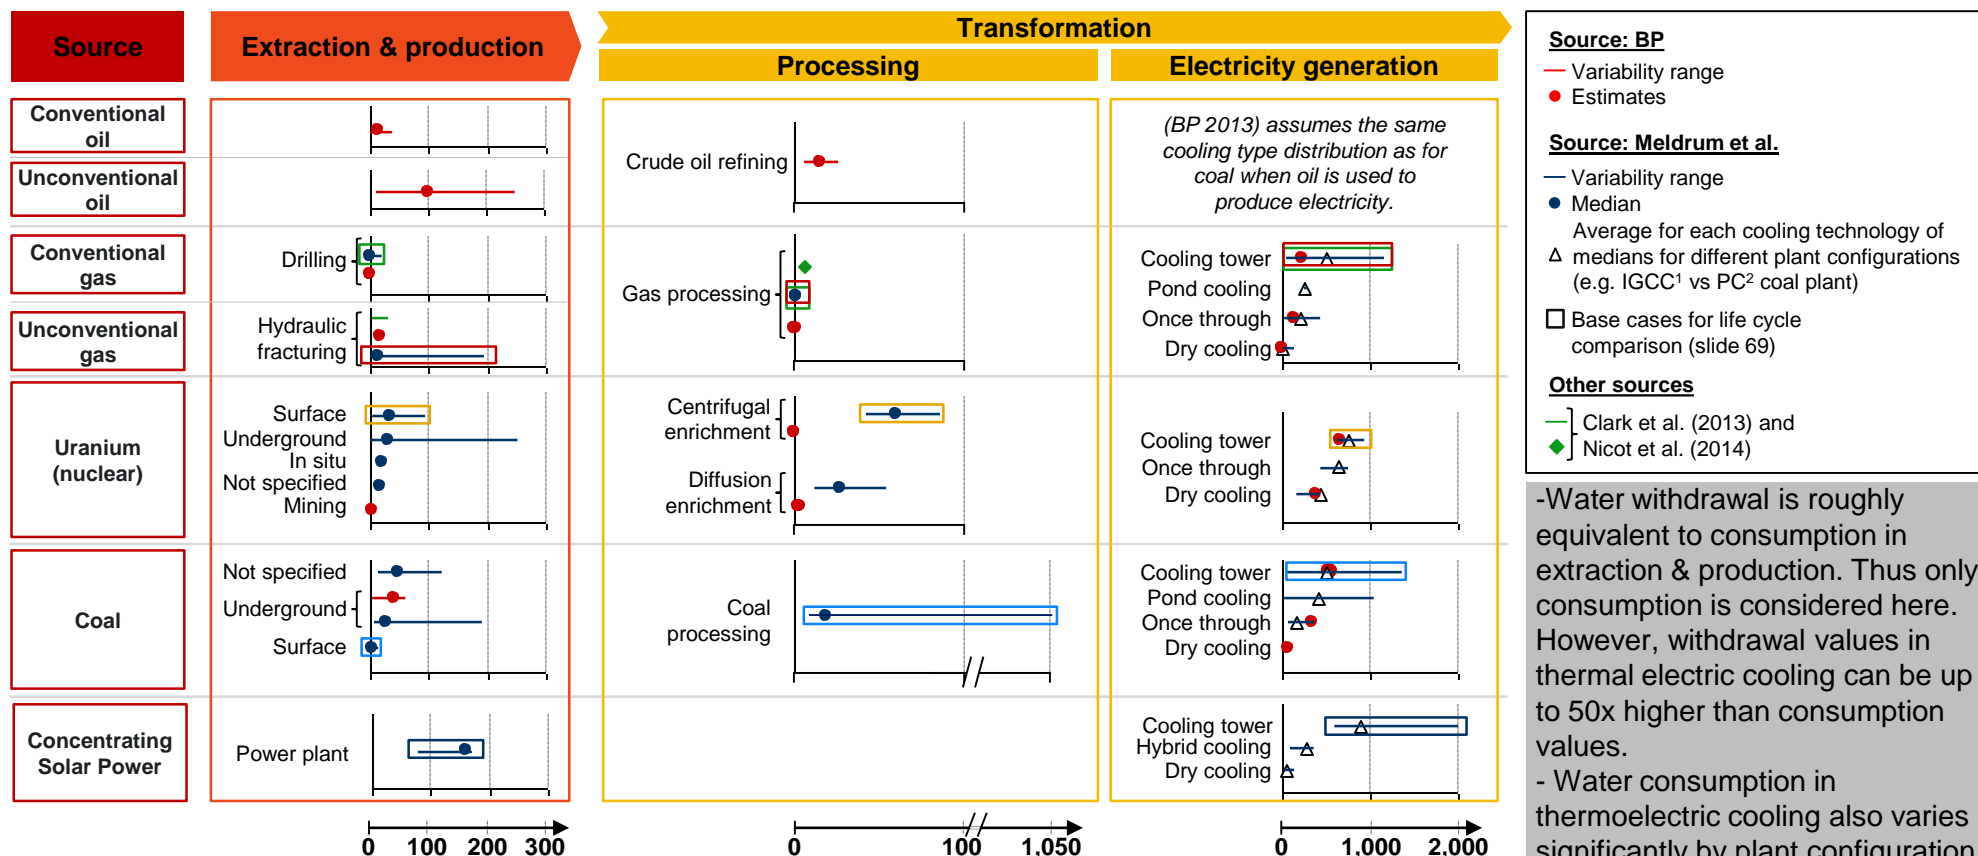 Source
Extraction & production
Transformation
Processing
Electricity generation
Conventional
oil
Unconventional
oil
Crude oil refining
(BP 2013) assumes the same
cooling type distribution as for
coal when oil is used to
produce electricity.
Conventional
gas
Drilling
Unconventional
gas
Hydraulic
fracturing
Gas processing
Cooling tower
Pond cooling
Once through
Dry cooling
Uranium
(nuclear)
Surface
Underground
In situ
Not specified
Mining
Centrifugal
enrichment
Diffusion
enrichment
Cooling tower
Once through
Dry cooling
Coal
Not specified
Underground
Surface
Coal
processing
Cooling tower
Pond cooling
Once through
Dry cooling
Concentrating
Solar Power
Power plant
Cooling tower
Hybrid cooling
Dry cooling
0 100 200 300
0 100 1,050
0 1,000 2,000
Source: BP
Variability range
Estimates
Source: Meldrum et al.
Variability range
Median
Average for each cooling technology of
medians for different plant configurations
(e.g. IGCC¹ vs PC² coal plant)
Base cases for life cycle
comparison (slide 69)
Other sources
Clark et al. (2013) and
Nicot et al. (2014)
-Water withdrawal is roughly
equivalent to consumption in
extraction & production. Thus only
consumption is considered here.
However, withdrawal values in
thermal electric cooling can be up
to 50x higher than consumption
values.
- Water consumption in
thermoelectric cooling also varies
significantly by plant configuration